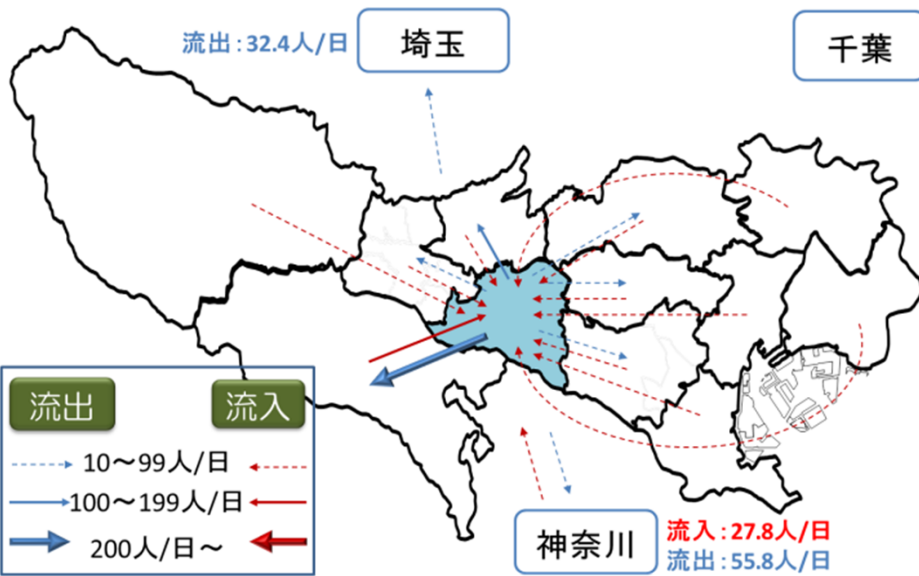 流出:32.4人/日
埼玉
千葉
流出
流入
10～99人/日
100～199人/日
200人/日～
神奈川
流入:27.8人/日
流出:55.8人/日